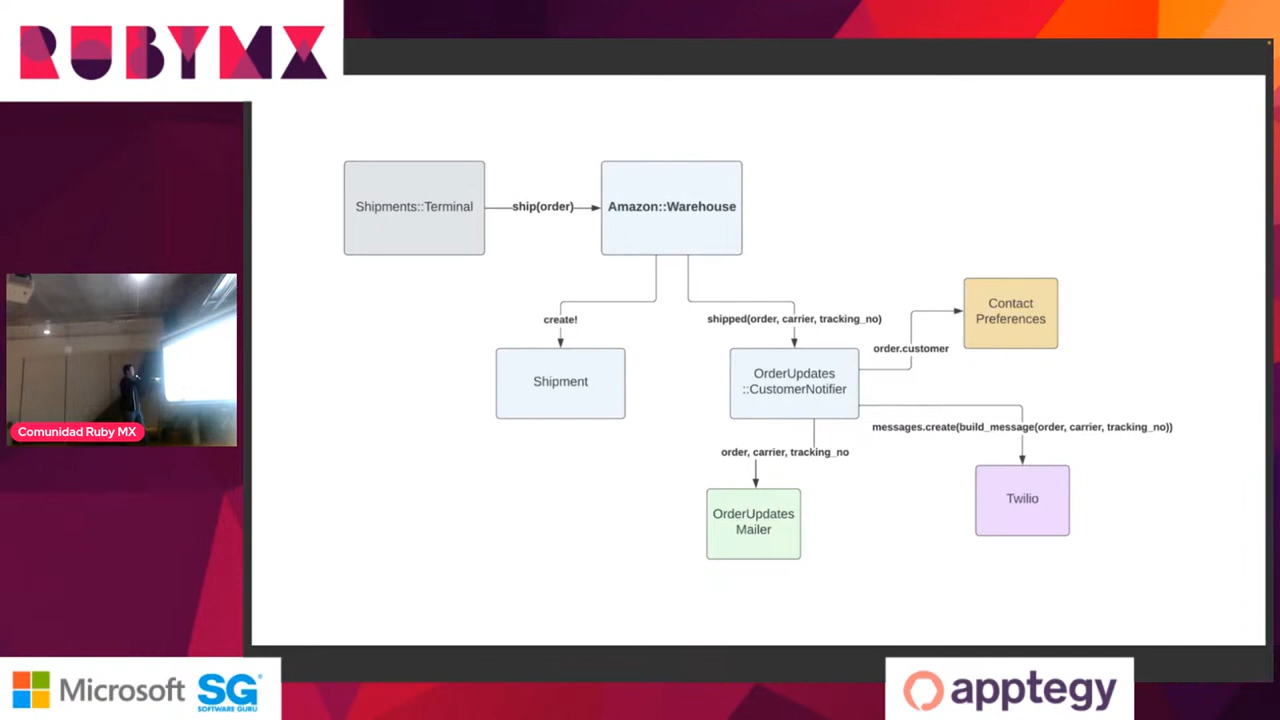 RUBYMX
Shipments::Terminal
ship(order)
Amazon::Warehouse
create!
shipped(order, carrier, tracking_no)
Contact
Preferences
order.customer
Shipment
OrderUpdates
::CustomerNotifier
messages.create(build_message(order, carrier, tracking_no))
order, carrier, tracking_no
Twilio
OrderUpdates
Mailer
Comunidad Ruby MX
Microsoft
SG
SOFTWARE GURU
apptegy